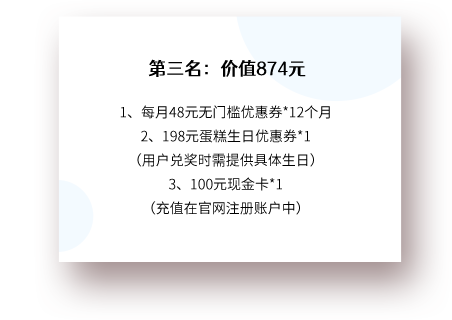 第三名：价值874元
1、每月48元无门槛优惠券*12个月
2、198元蛋糕生日优惠券*1
（用户兑奖时需提供具体生日）
3、100元现金卡*1
（充值在官网注册账户中）